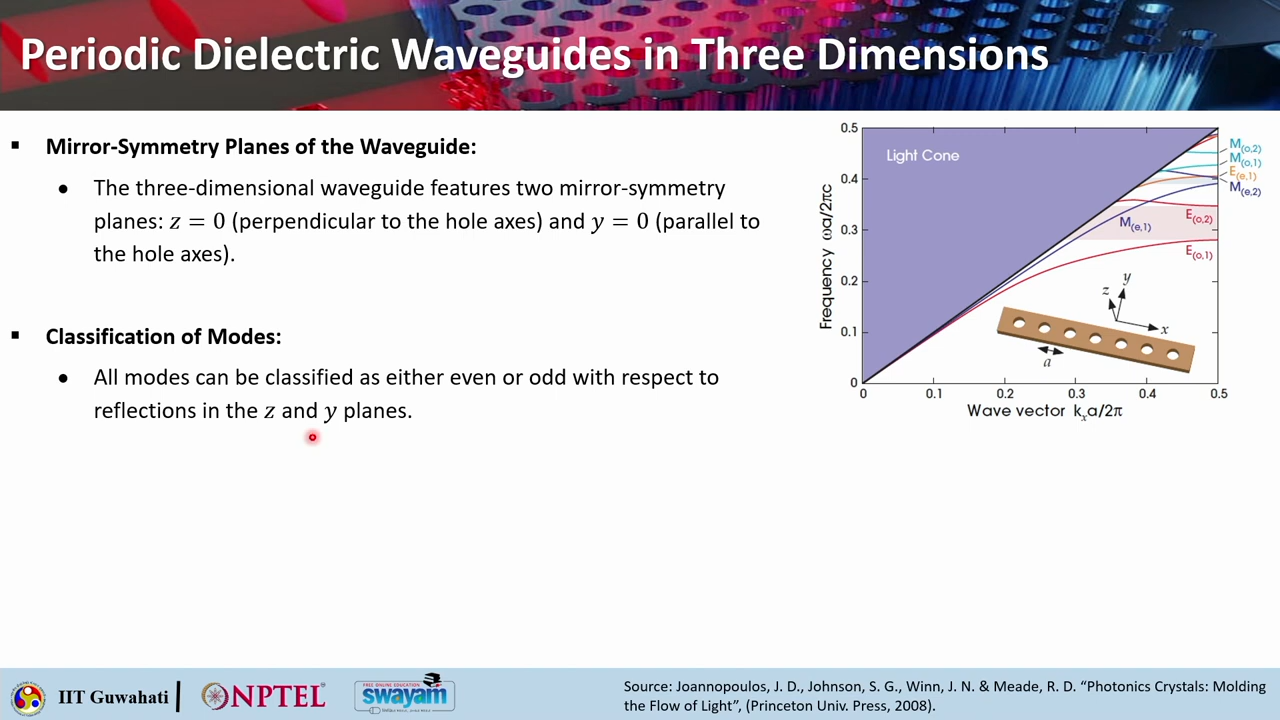 Periodic Dielectric Waveguides in Three Dimensions
▪ Mirror-Symmetry Planes of the Waveguide:
• The three-dimensional waveguide features two mirror-symmetry
planes: z = 0 (perpendicular to the hole axes) and y = 0 (parallel to
the hole axes).
▪ Classification of Modes:
• All modes can be classified as either even or odd with respect to
reflections in the z and y planes.
Frequency ωa/2πc
0.5
0.4
0.3
0.2
0.1
0
Light Cone
M(o,2)
M(o,1)
E(e,1)
M(e,2)
E(o,2)
M(e,1)
E(o,1)
y
z
x
a
0 0.1 0.2 0.3 0.4 0.5
Wave vector kₓa/2π
IIT Guwahati
NPTEL
FREE ONLINE EDUCATION
swayam
Source: Joannopoulos, J. D., Johnson, S. G., Winn, J. N. & Meade, R. D. “Photonics Crystals: Molding
the Flow of Light”, (Princeton Univ. Press, 2008).